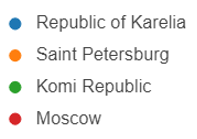 Republic of Karelia
Saint Petersburg
Komi Republic
Moscow